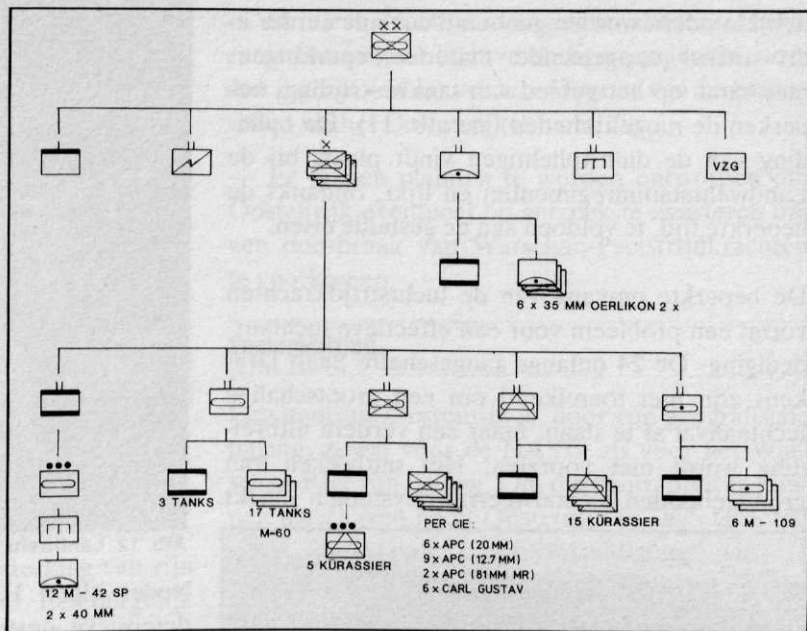 VZG
6 x 35 MM OERLIKON 2 x
3 TANKS
17 TANKS
M-60
5 KÜRASSIER
PER CIE:
6 x APC (20 MM)
9 x APC (12.7 MM)
2 x APC (81MM MR)
6 x CARL GUSTAV
15 KÜRASSIER
6 M - 109
12 M - 42 SP
2 x 40 MM